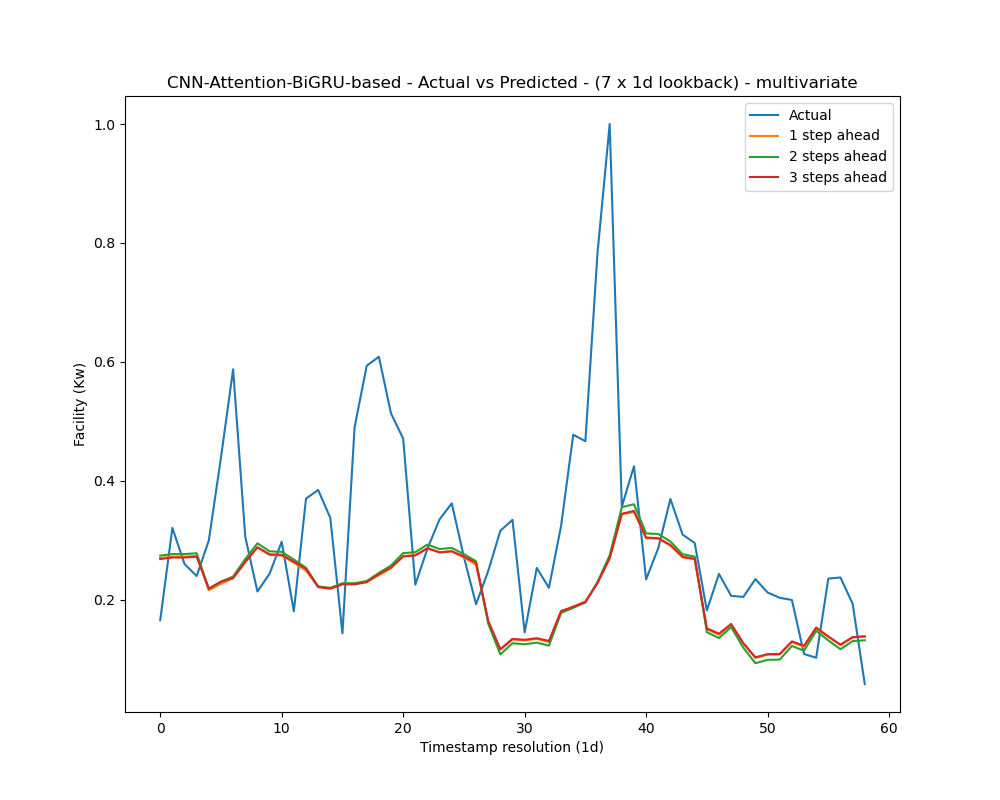 CNN-Attention-BiGRU-based - Actual vs Predicted - (7 x 1d lookback) - multivariate
Actual
1 step ahead
2 steps ahead
3 steps ahead
1.0
0.8
0.6
0.4
0.2
Facility (Kw)
0 10 20 30 40 50 60
Timestamp resolution (1d)